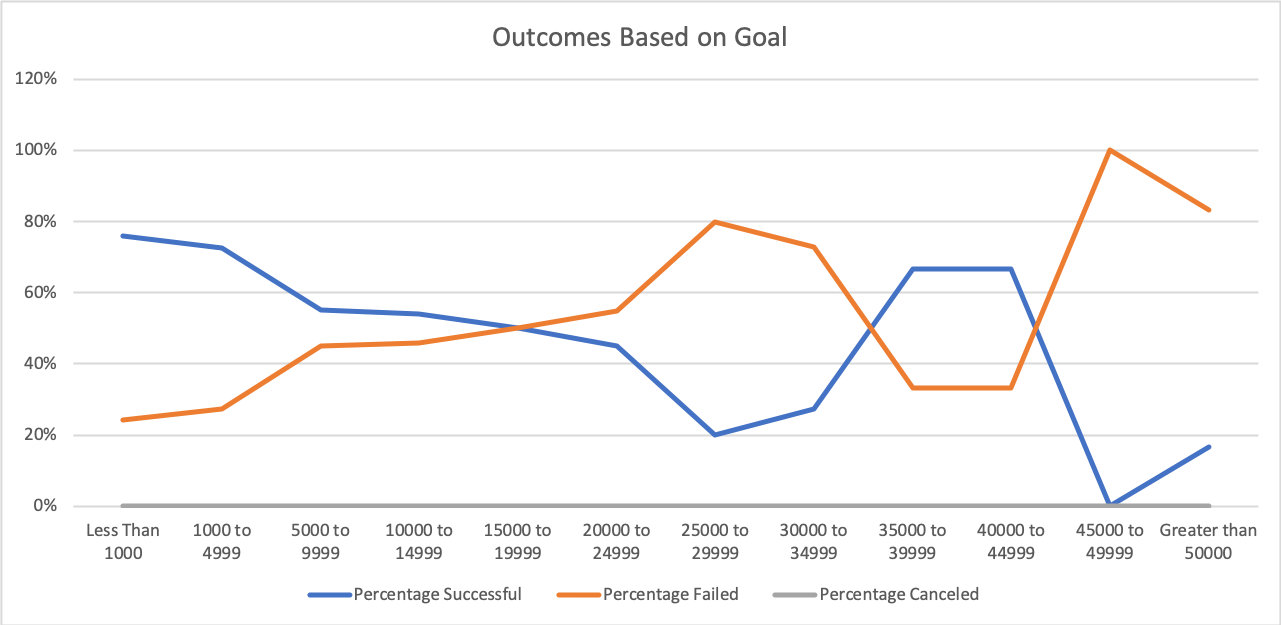 Outcomes Based on Goal
120%
100%
80%
60%
40%
20%
0%
Less Than 1000
1000 to 4999
5000 to 9999
10000 to 14999
15000 to 19999
20000 to 24999
25000 to 29999
30000 to 34999
35000 to 39999
40000 to 44999
45000 to 49999
Greater than 50000
Percentage Successful
Percentage Failed
Percentage Canceled